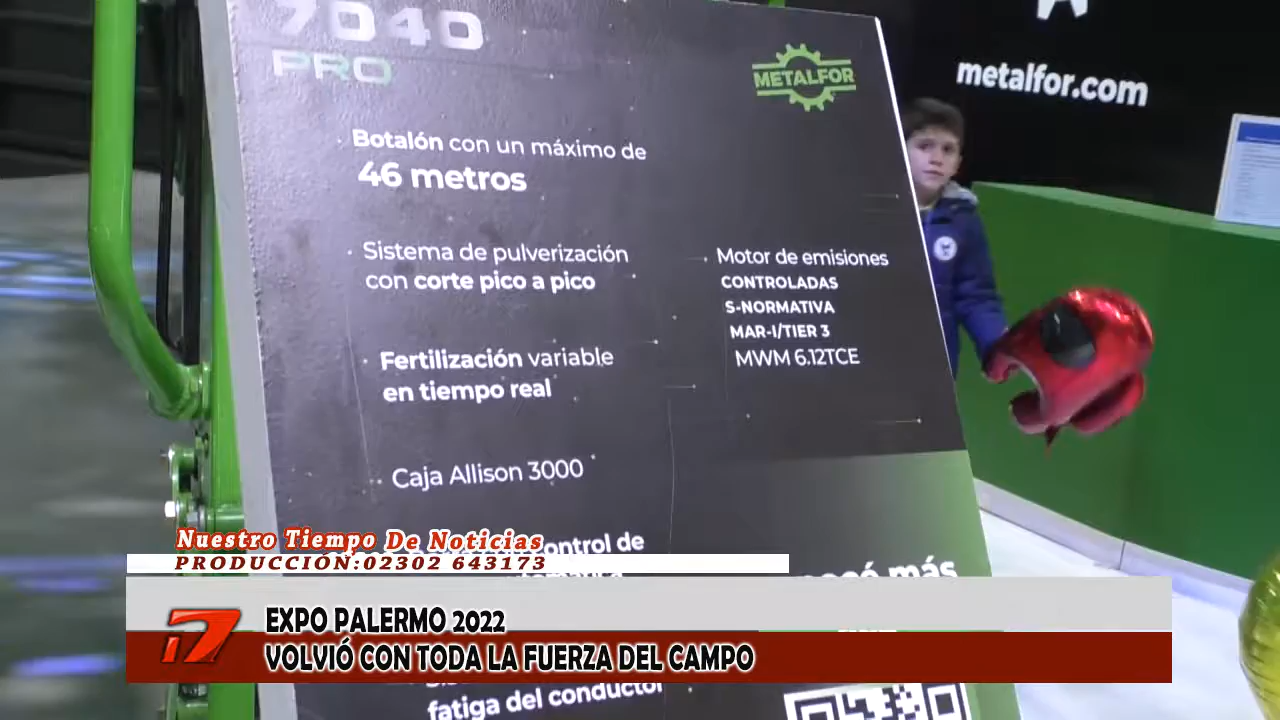 7040
PRO
METALFOR
metalfor.com
· Botalón con un máximo de
46 metros
· Sistema de pulverización
con corte pico a pico
Motor de emisiones
CONTROLADAS
S-NORMATIVA
MAR-I/TIER 3
MWM 6.12TCE
· Fertilización variable
en tiempo real
· Caja Allison 3000
control de
más
Nuestro Tiempo De Noticias
PRODUCCIÓN:02302 643173
EXPO PALERMO 2022
VOLVIÓ CON TODA LA FUERZA DEL CAMPO
fatiga del conductor